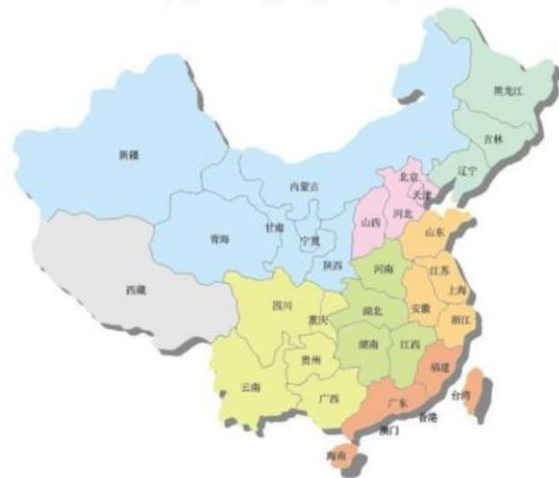 黑龙江
吉林
辽宁
新疆
内蒙古
北京
天津
河北
山西
山东
青海
甘肃
宁夏
陕西
河南
江苏
上海
安徽
浙江
西藏
四川
重庆
湖北
湖南
江西
贵州
云南
广西
福建
广东
台湾
香港
澳门
海南